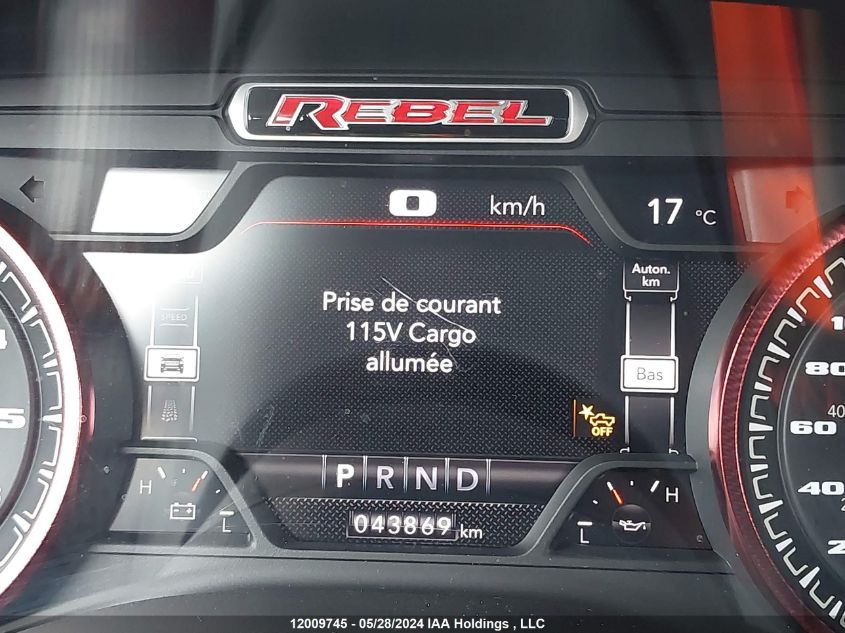 REBEL
0 km/h 17 °C
Auton.
km
SPEED
Prise de courant
115V Cargo
allumée
Bas
OFF
P R N D
H L
043869 km
L H
5
80
60
40
12009745 - 05/28/2024 IAA Holdings , LLC